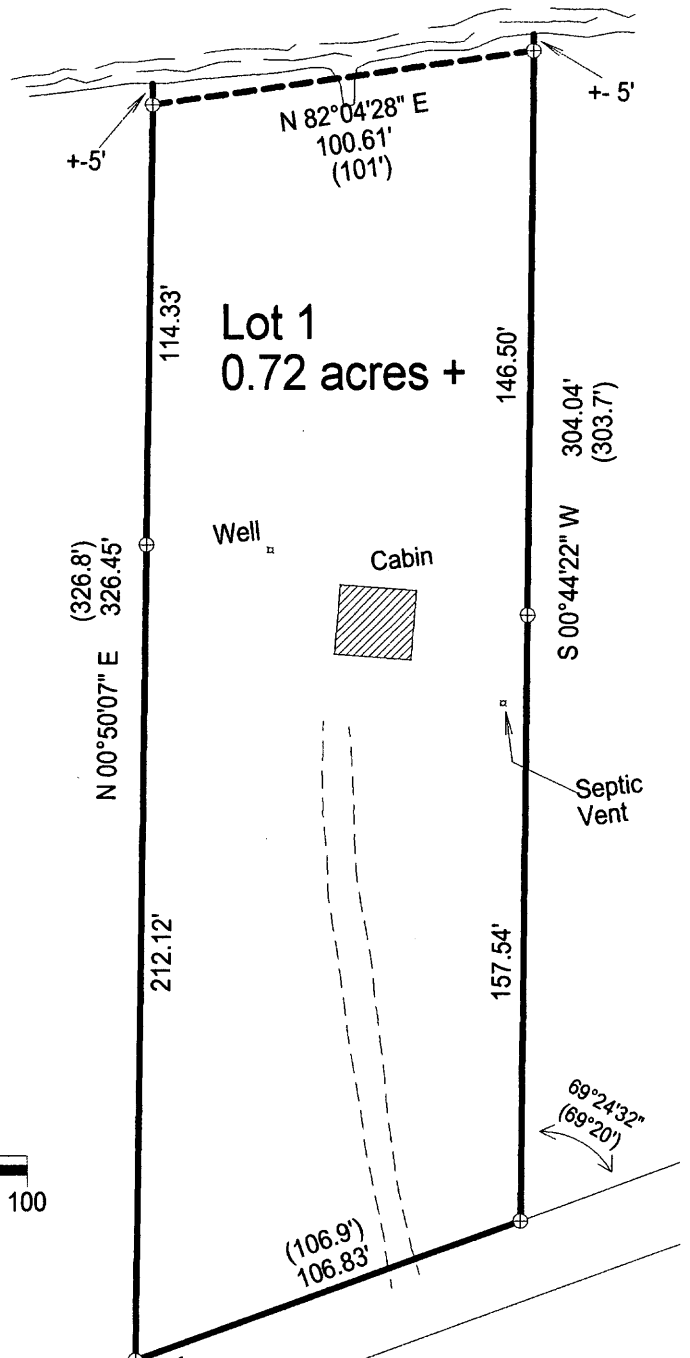 +-5'
+- 5'
N 82°04'28" E
100.61'
(101')
114.33'
Lot 1
0.72 acres +
146.50'
304.04'
(303.7')
Well
Cabin
(326.8')
326.45'
S 00°44'22" W
N 00°50'07" E
Septic
Vent
212.12'
157.54'
69°24'32"
(69°20')
100
(106.9')
106.83'